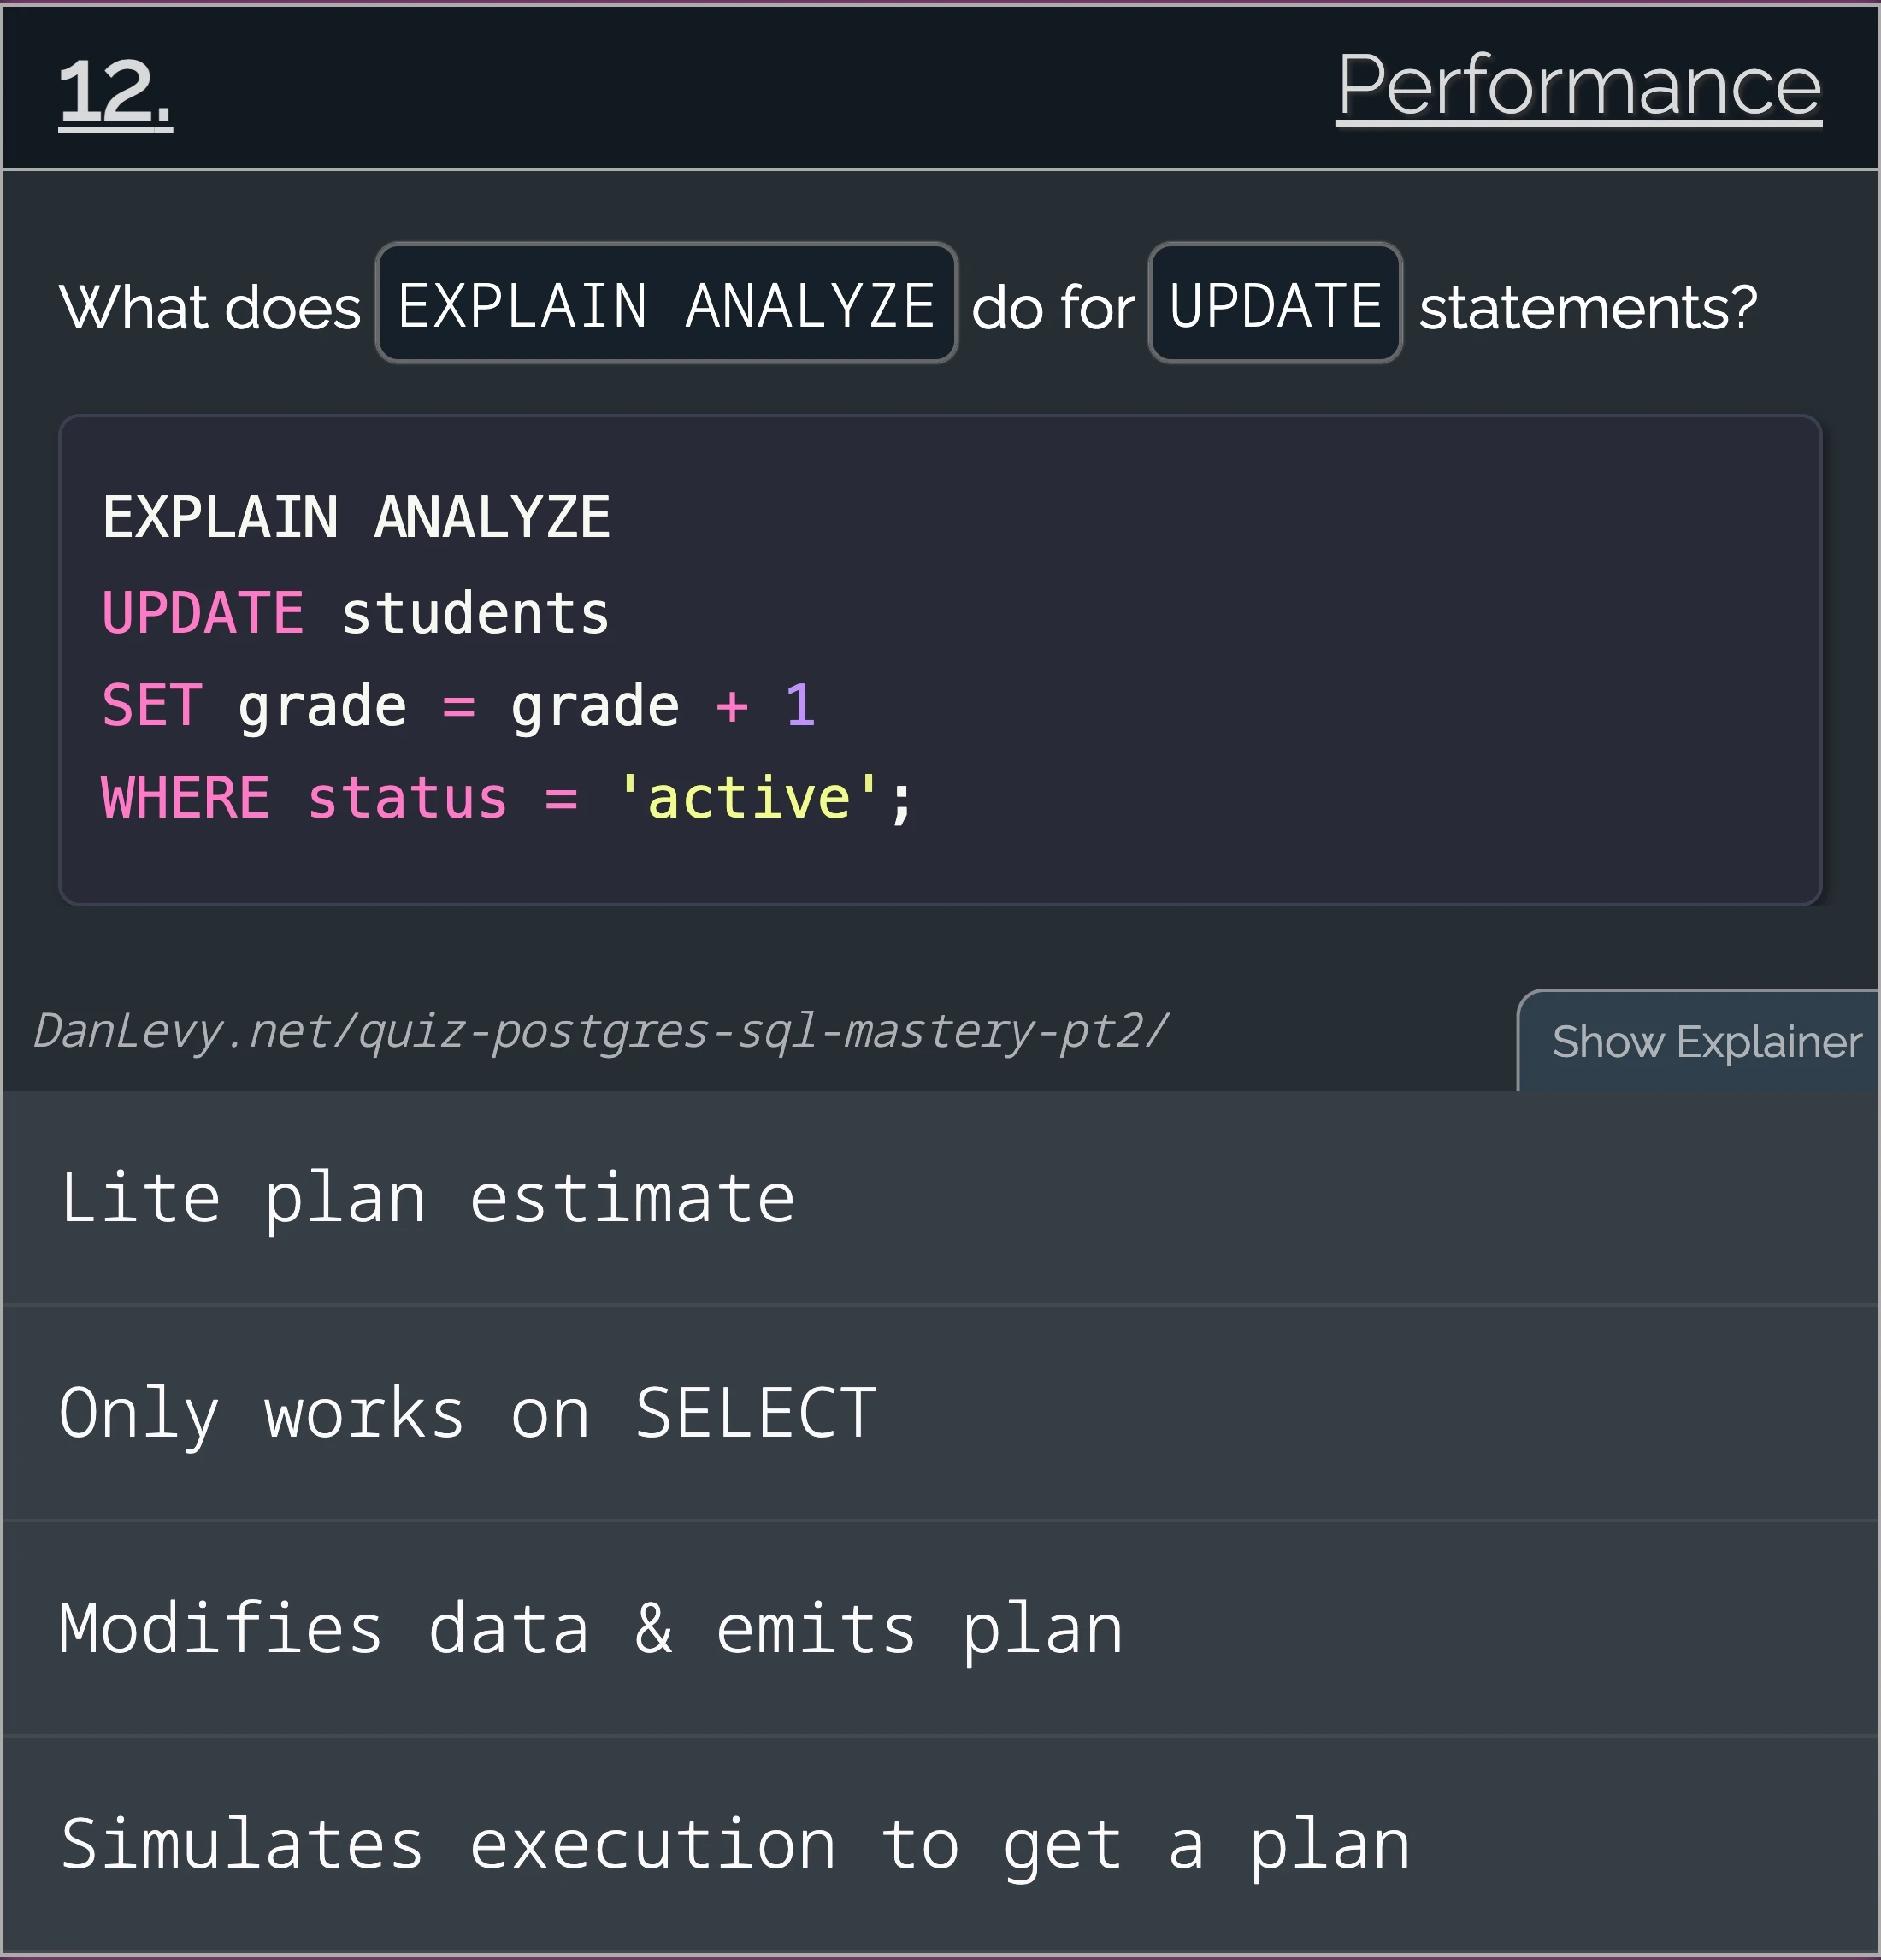 12.
Performance
What does EXPLAIN ANALYZE do for UPDATE statements?
EXPLAIN ANALYZE
UPDATE students
SET grade = grade + 1
WHERE status = 'active';
DanLevy.net/quiz-postgres-sql-mastery-pt2/
Show Explainer
Lite plan estimate
Only works on SELECT
Modifies data & emits plan
Simulates execution to get a plan